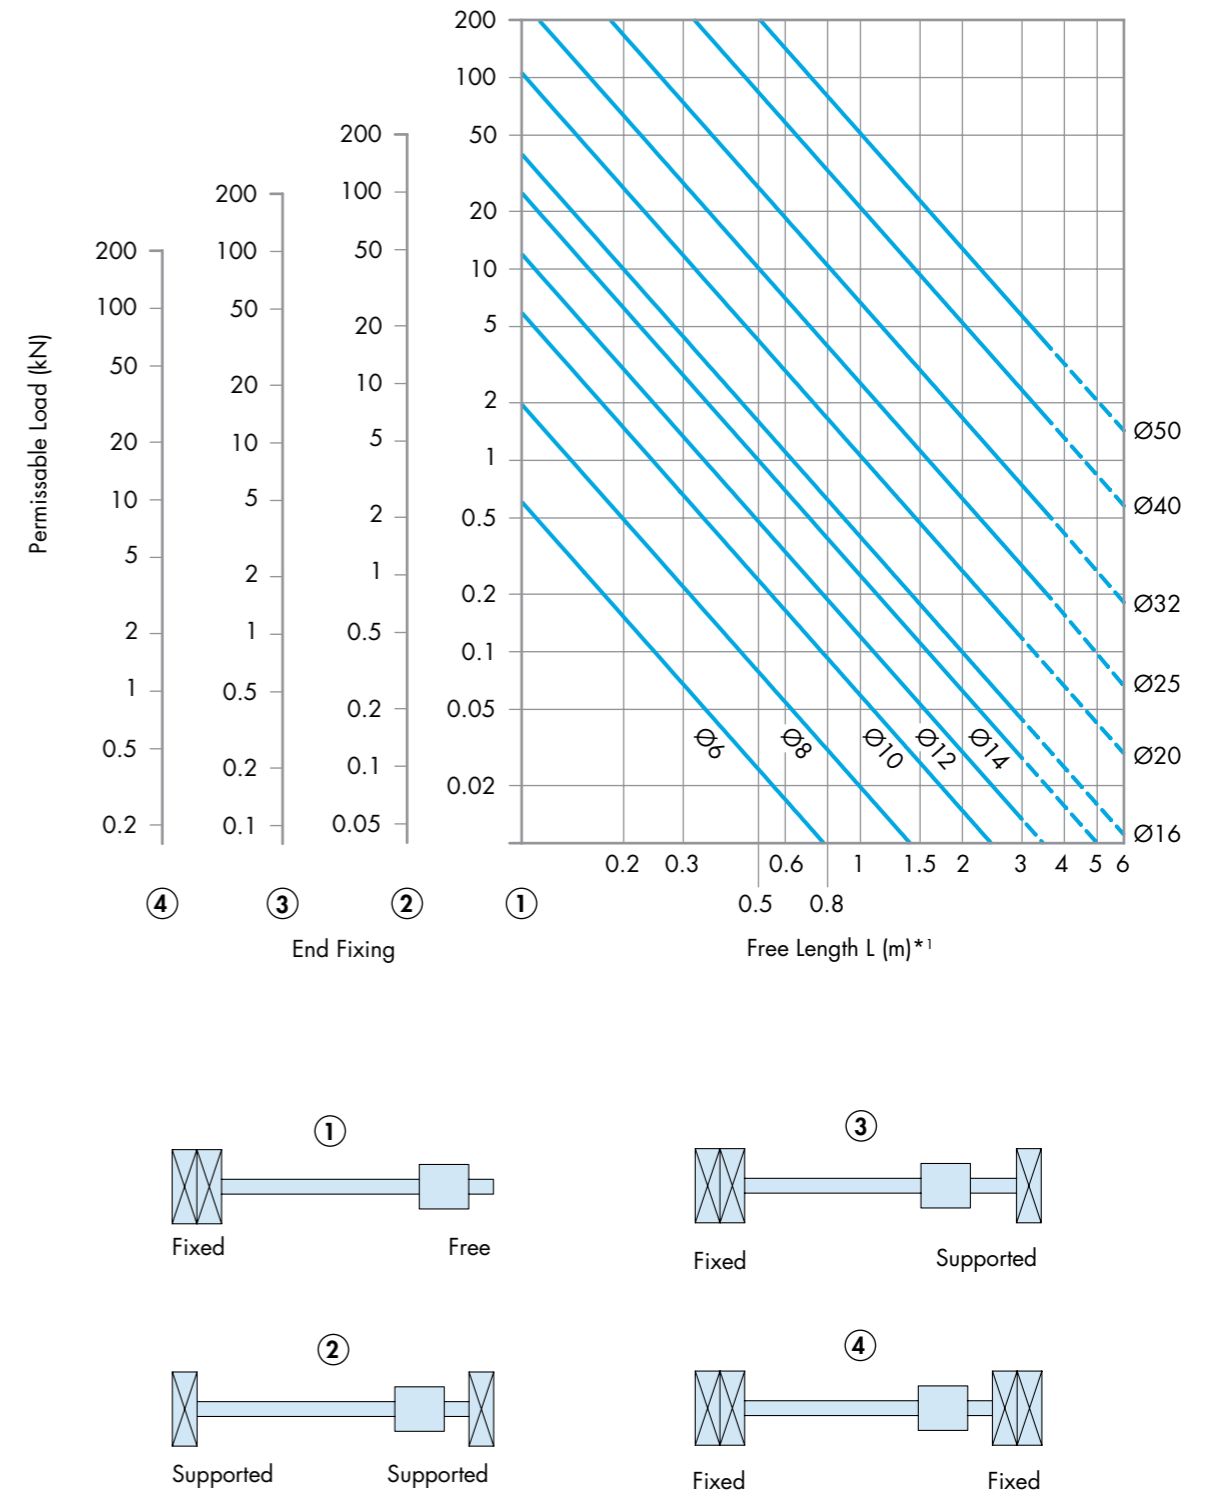 Permissable Load (kN)
200
100
50
20
10
5
2
1
0.5
0.2
④
200
100
50
20
10
5
2
1
0.5
0.2
0.1
③
200
100
50
20
10
5
2
1
0.5
0.2
0.1
0.05
②
200
100
50
20
10
5
2
1
0.5
0.2
0.1
0.05
0.02
①
End Fixing
Ø6
Ø8
Ø10
Ø12
Ø14
Ø50
Ø40
Ø32
Ø25
Ø20
Ø16
0.2 0.3 0.6 1 1.5 2 3 4 5 6
0.5 0.8
Free Length L (m)*¹
①
Fixed Free
③
Fixed Supported
②
Supported Supported
④
Fixed Fixed